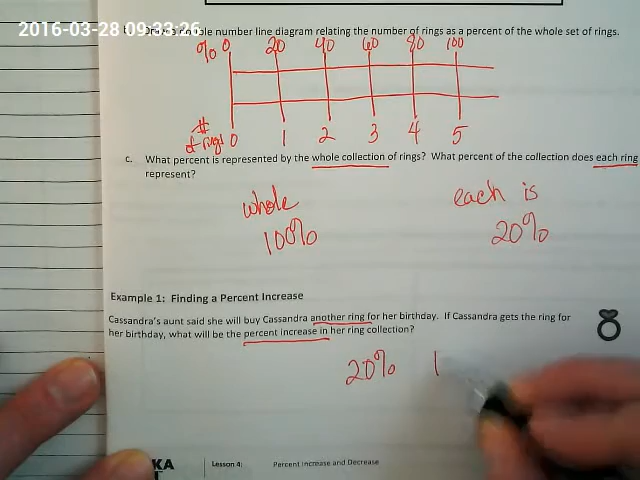 2016-03-28 09:33:26
number line diagram relating the number of rings as a percent of the whole set of rings.
% 0 20 40 60 80 100
# of rings 0 1 2 3 4 5
c. What percent is represented by the whole collection of rings? What percent of the collection does each ring
represent?
whole each is
100% 20%
Example 1: Finding a Percent Increase
Cassandra's aunt said she will buy Cassandra another ring for her birthday. If Cassandra gets the ring for
her birthday, what will be the percent increase in her ring collection?
20%
Lesson 4: Percent Increase and Decrease